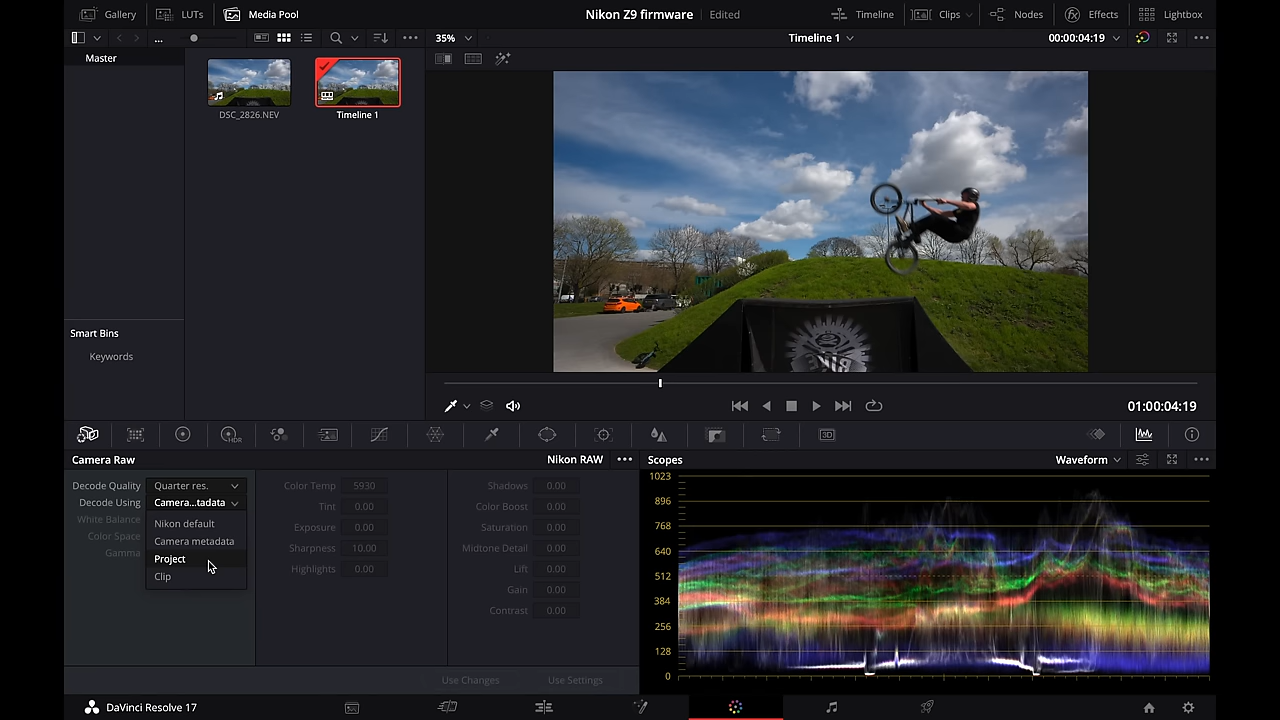 Gallery LUTs Media Pool Nikon Z9 firmware Edited Timeline Clips Nodes Effects Lightbox
... 35% Timeline 1 00:00:04:19
Master
DSC_2826.NEV Timeline 1
Smart Bins
Keywords
01:00:04:19
HDR 3D
Camera Raw Nikon RAW Scopes Waveform
Decode Quality Quarter res. Color Temp 5930 Shadows 0.00 1023
Decode Using Camera...tadata Tint 0.00 Color Boost 0.00 896
White Balance Nikon default Exposure 0.00 Saturation 0.00 768
Color Space Camera metadata Sharpness 10.00 Midtone Detail 0.00 640
Gamma Project Highlights 0.00 Lift 0.00 512
Clip Gain 0.00 384
Contrast 0.00 256
128
0
Use Changes Use Settings
DaVinci Resolve 17